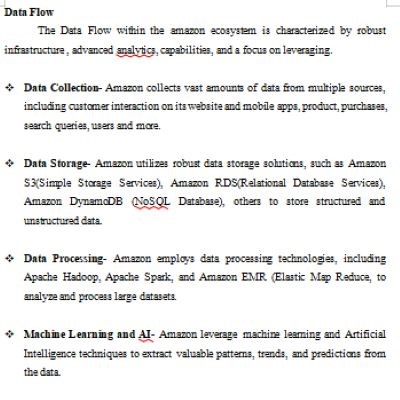 Data Flow
The Data Flow within the amazon ecosystem is characterized by robust
infrastructure, advanced analytics, capabilities, and a focus on leveraging.
❖ Data Collection- Amazon collects vast amounts of data from multiple sources,
including customer interaction on its website and mobile apps, product, purchases,
search queries, users and more.
❖ Data Storage- Amazon utilizes robust data storage solutions, such as Amazon
S3(Simple Storage Services), Amazon RDS(Relational Database Services),
Amazon DynamoDB (NoSQL Database), others to store structured and
unstructured data.
❖ Data Processing- Amazon employs data processing technologies, including
Apache Hadoop, Apache Spark, and Amazon EMR (Elastic Map Reduce, to
analyze and process large datasets.
❖ Machine Learning and AI- Amazon leverage machine learning and Artificial
Intelligence techniques to extract valuable patterns, trends, and predictions from
the data.